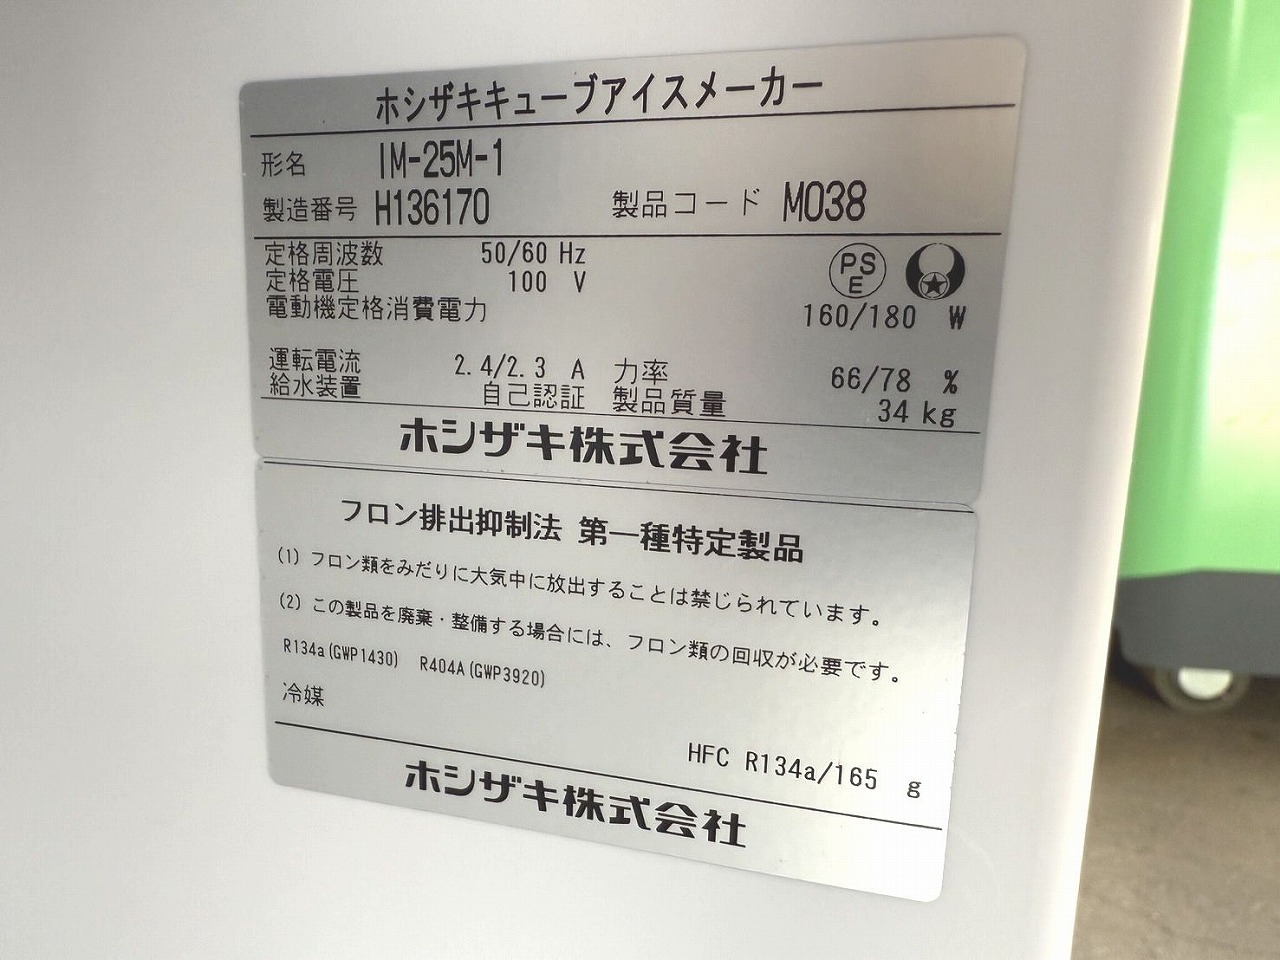 ホシザキキューブアイスメーカー
形名 IM-25M-1
製造番号 H136170 製品コード M038
定格周波数 50/60 Hz
定格電圧 100 V
PS E
電動機定格消費電力 160/180 W
運転電流 2.4/2.3 A 力率 66/78 %
給水装置 自己認証 製品質量 34 kg
ホシザキ株式会社
フロン排出抑制法 第一種特定製品
(1) フロン類をみだりに大気中に放出することは禁じられています。
(2) この製品を廃棄・整備する場合には、フロン類の回収が必要です。
R134a(GWP1430) R404A(GWP3920)
冷媒
HFC R134a/165 g
ホシザキ株式会社